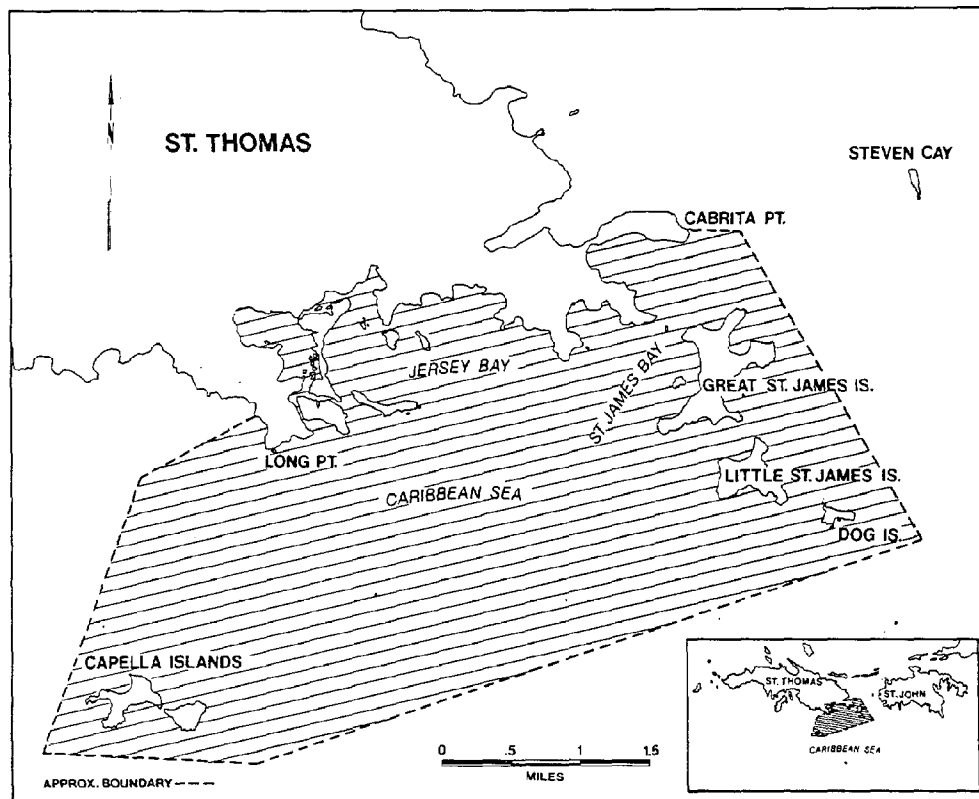 ST. THOMAS
STEVEN CAY
CABRITA PT.
JERSEY BAY
ST. JAMES BAY
GREAT ST. JAMES IS.
LONG PT.
LITTLE ST. JAMES IS.
CARIBBEAN SEA
DOG IS.
CAPELLA ISLANDS
ST. THOMAS
ST. JOHN
CARIBBEAN SEA
0 .5 1 1.5
MILES
APPROX. BOUNDARY ----